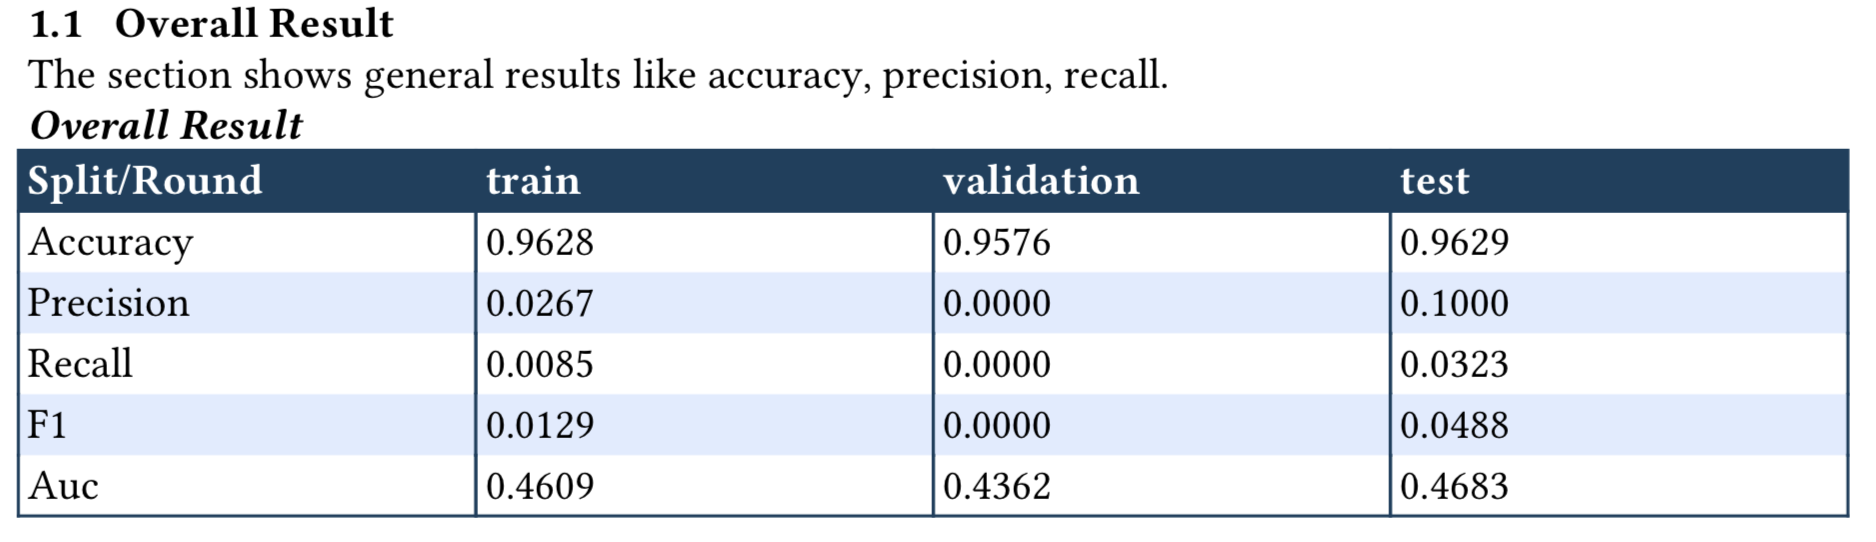 1.1 Overall Result
The section shows general results like accuracy, precision, recall.
Overall Result
Split/Round train validation test
Accuracy 0.9628 0.9576 0.9629
Precision 0.0267 0.0000 0.1000
Recall 0.0085 0.0000 0.0323
F1 0.0129 0.0000 0.0488
Auc 0.4609 0.4362 0.4683